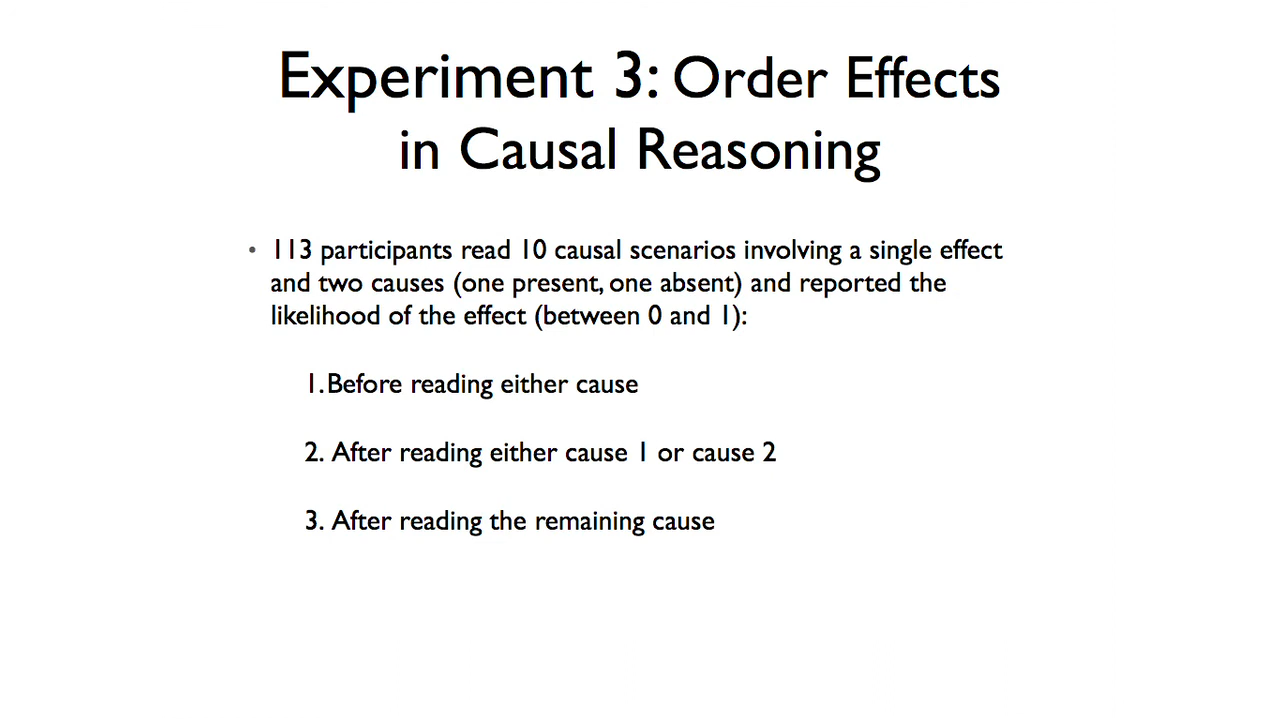 Experiment 3: Order Effects
in Causal Reasoning
• 113 participants read 10 causal scenarios involving a single effect
and two causes (one present, one absent) and reported the
likelihood of the effect (between 0 and 1):
1. Before reading either cause
2. After reading either cause 1 or cause 2
3. After reading the remaining cause